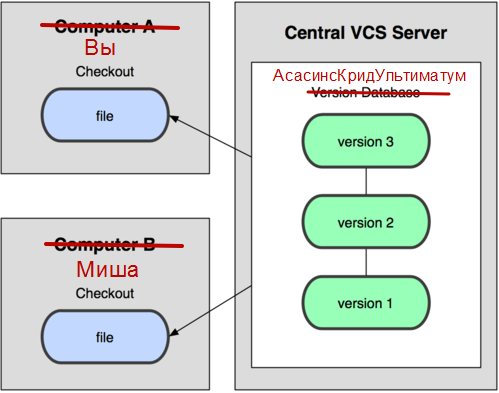 Computer A
Вы
Checkout
file
Computer B
Миша
Checkout
file
Central VCS Server
АсасинсКридУльтиматум
Version Database
version 3
version 2
version 1